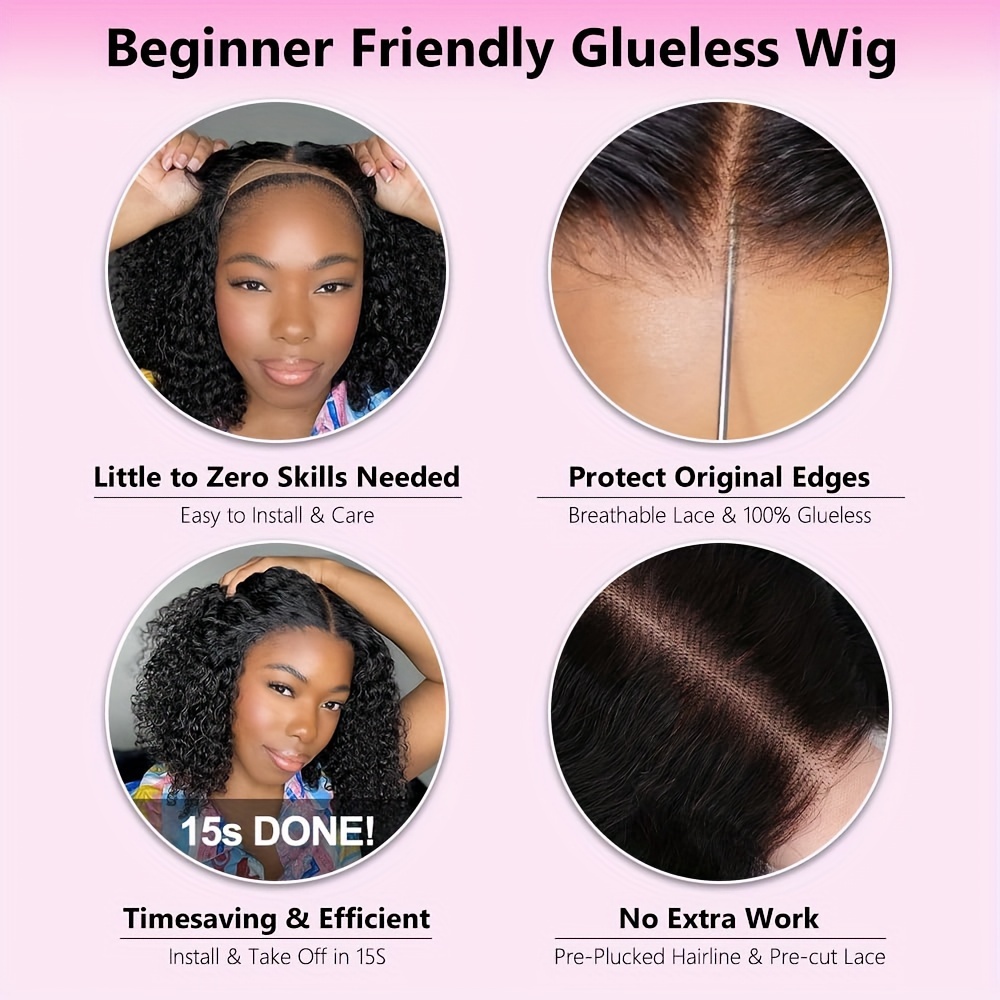 Beginner Friendly Glueless Wig
Little to Zero Skills Needed
Easy to Install & Care
Protect Original Edges
Breathable Lace & 100% Glueless
15s DONE!
Timesaving & Efficient
Install & Take Off in 15S
No Extra Work
Pre-Plucked Hairline & Pre-cut Lace